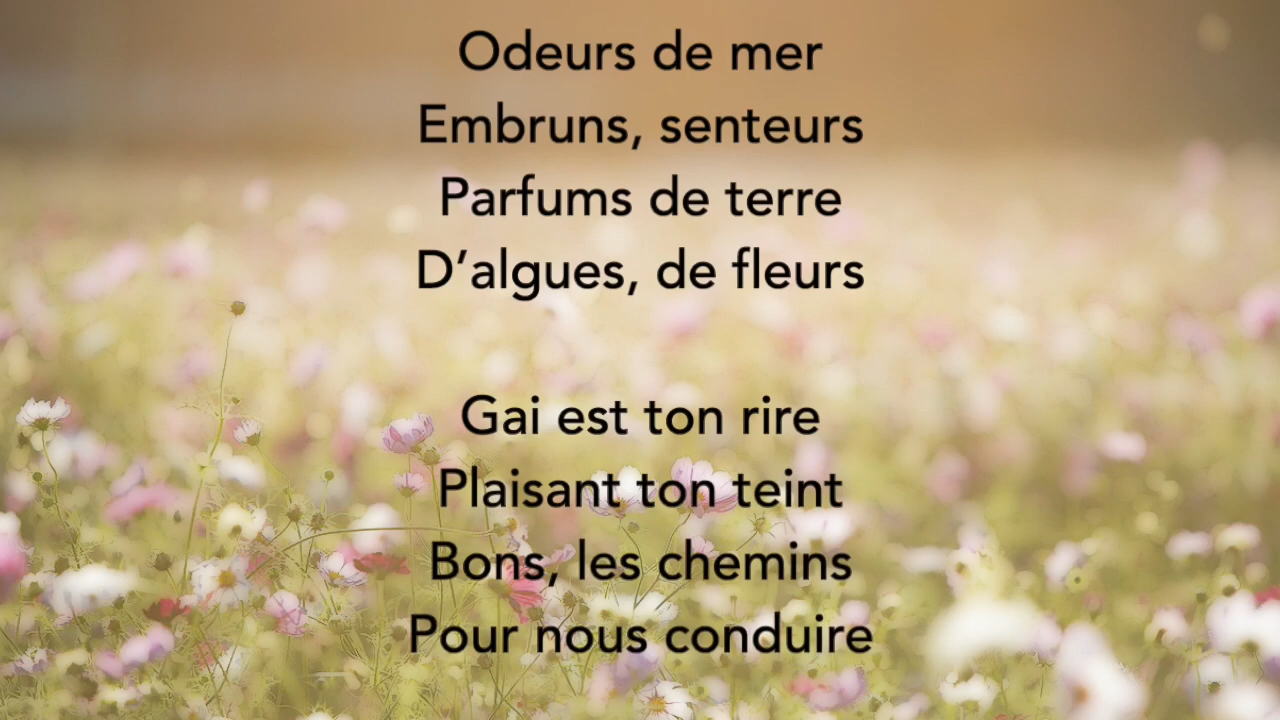 Odeurs de mer
Embruns, senteurs
Parfums de terre
D’algues, de fleurs
Gai est ton rire
Plaisant ton teint
Bons, les chemins
Pour nous conduire